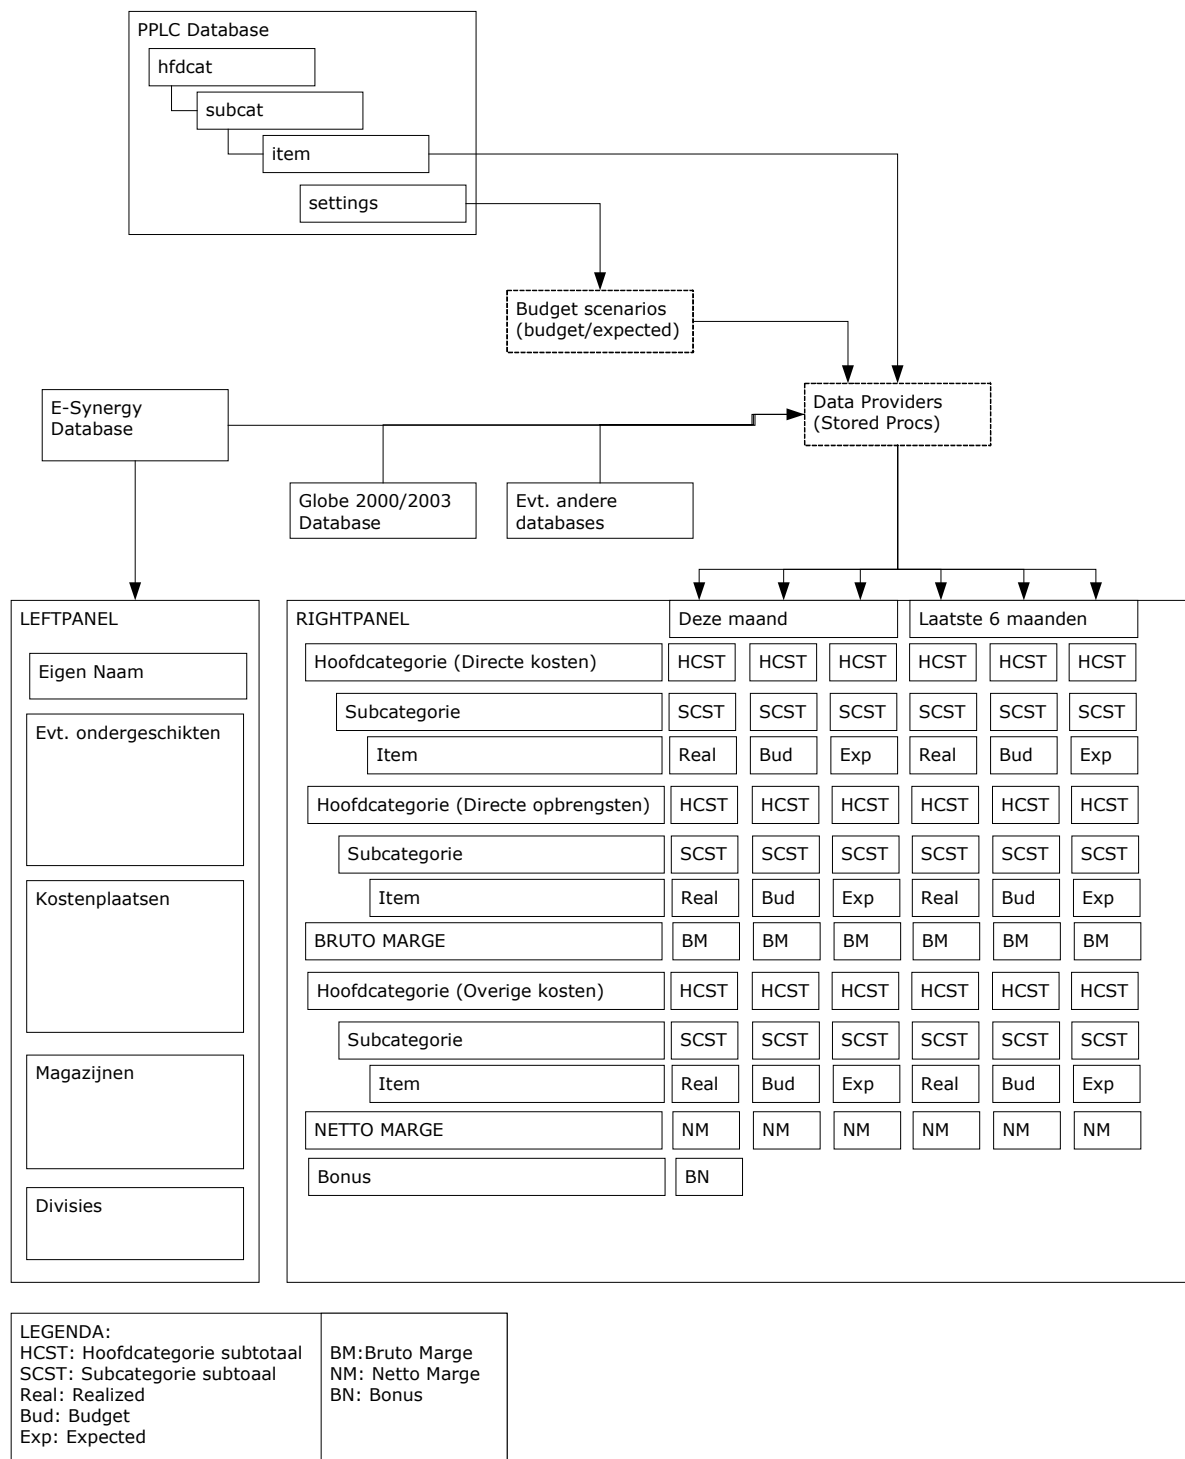 PPLC Database
hfdcat
subcat
item
settings
Budget scenarios
(budget/expected)
E-Synergy
Database
Data Providers
(Stored Procs)
Globe 2000/2003
Database
Evt. andere
databases
LEFTPANEL
Eigen Naam
Evt. ondergeschikten
Kostenplaatsen
Magazijnen
Divisies
RIGHTPANEL
Deze maand
Laatste 6 maanden
Hoofdcategorie (Directe kosten) HCST HCST HCST HCST HCST HCST
Subcategorie SCST SCST SCST SCST SCST SCST
Item Real Bud Exp Real Bud Exp
Hoofdcategorie (Directe opbrengsten) HCST HCST HCST HCST HCST HCST
Subcategorie SCST SCST SCST SCST SCST SCST
Item Real Bud Exp Real Bud Exp
BRUTO MARGE BM BM BM BM BM BM
Hoofdcategorie (Overige kosten) HCST HCST HCST HCST HCST HCST
Subcategorie SCST SCST SCST SCST SCST SCST
Item Real Bud Exp Real Bud Exp
NETTO MARGE NM NM NM NM NM NM
Bonus BN
LEGENDA:
HCST: Hoofdcategorie subtotaal
SCST: Subcategorie subtoaal
Real: Realized
Bud: Budget
Exp: Expected
BM:Bruto Marge
NM: Netto Marge
BN: Bonus